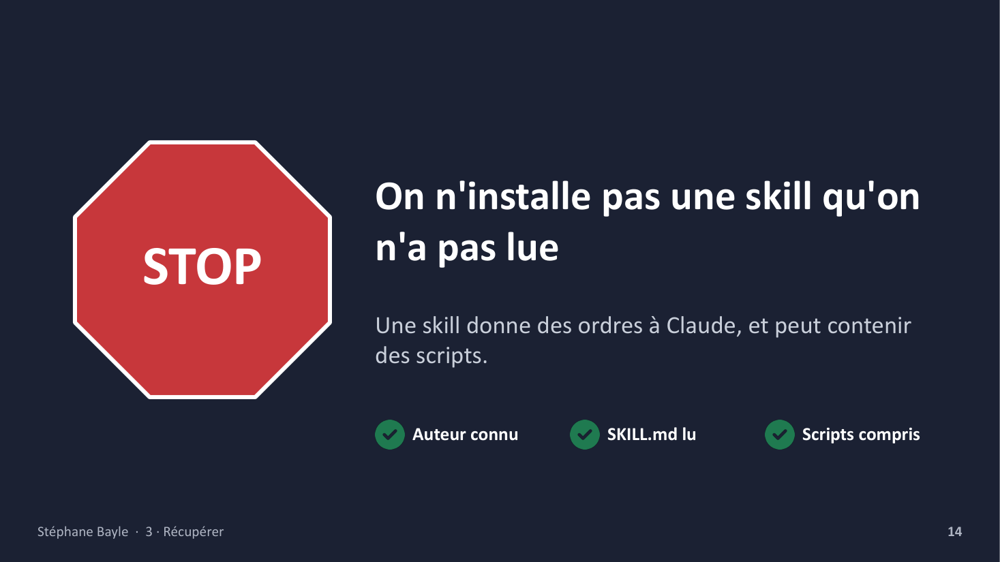 STOP
On n'installe pas une skill qu'on
n'a pas lue
Une skill donne des ordres à Claude, et peut contenir
des scripts.
Auteur connu
SKILL.md lu
Scripts compris
Stéphane Bayle · 3 · Récupérer
14